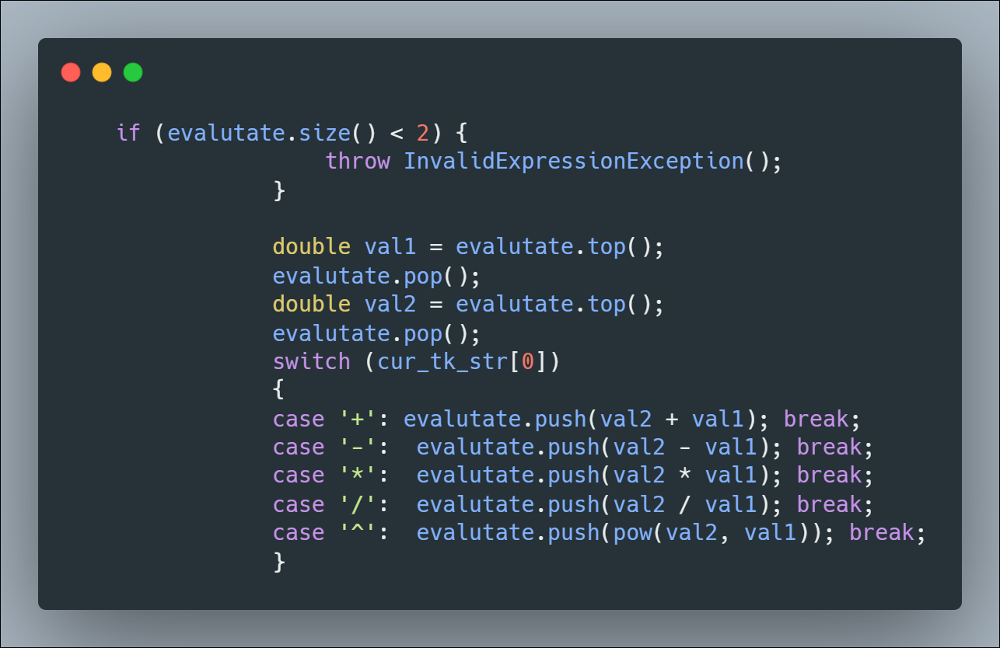 if (evalutate.size() < 2) {
                throw InvalidExpressionException();
            }

            double val1 = evalutate.top();
            evalutate.pop();
            double val2 = evalutate.top();
            evalutate.pop();
            switch (cur_tk_str[0])
            {
            case '+': evalutate.push(val2 + val1); break;
            case '-':  evalutate.push(val2 - val1); break;
            case '*':  evalutate.push(val2 * val1); break;
            case '/':  evalutate.push(val2 / val1); break;
            case '^':  evalutate.push(pow(val2, val1)); break;
            }